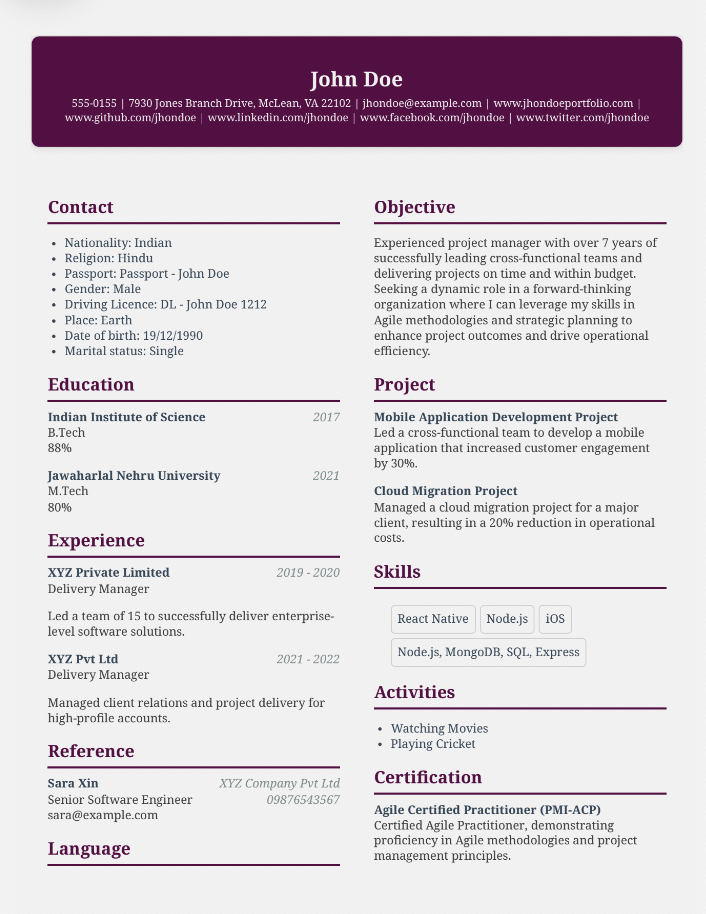 John Doe
555-0155 | 7930 Jones Branch Drive, McLean, VA 22102 | jhondoe@example.com | www.jhondoeportfolio.com |
www.github.com/jhondoe | www.linkedin.com/jhondoe | www.facebook.com/jhondoe | www.twitter.com/jhondoe
Contact
• Nationality: Indian
• Religion: Hindu
• Passport: Passport - John Doe
• Gender: Male
• Driving Licence: DL - John Doe 1212
• Place: Earth
• Date of birth: 19/12/1990
• Marital status: Single
Education
Indian Institute of Science 2017
B.Tech
88%
Jawaharlal Nehru University 2021
M.Tech
80%
Experience
XYZ Private Limited 2019 - 2020
Delivery Manager
Led a team of 15 to successfully deliver enterprise-
level software solutions.
XYZ Pvt Ltd 2021 - 2022
Delivery Manager
Managed client relations and project delivery for
high-profile accounts.
Reference
Sara Xin XYZ Company Pvt Ltd
Senior Software Engineer 09876543567
sara@example.com
Language
Objective
Experienced project manager with over 7 years of
successfully leading cross-functional teams and
delivering projects on time and within budget.
Seeking a dynamic role in a forward-thinking
organization where I can leverage my skills in
Agile methodologies and strategic planning to
enhance project outcomes and drive operational
efficiency.
Project
Mobile Application Development Project
Led a cross-functional team to develop a mobile
application that increased customer engagement
by 30%.
Cloud Migration Project
Managed a cloud migration project for a major
client, resulting in a 20% reduction in operational
costs.
Skills
React Native Node.js iOS
Node.js, MongoDB, SQL, Express
Activities
• Watching Movies
• Playing Cricket
Certification
Agile Certified Practitioner (PMI-ACP)
Certified Agile Practitioner, demonstrating
proficiency in Agile methodologies and project
management principles.